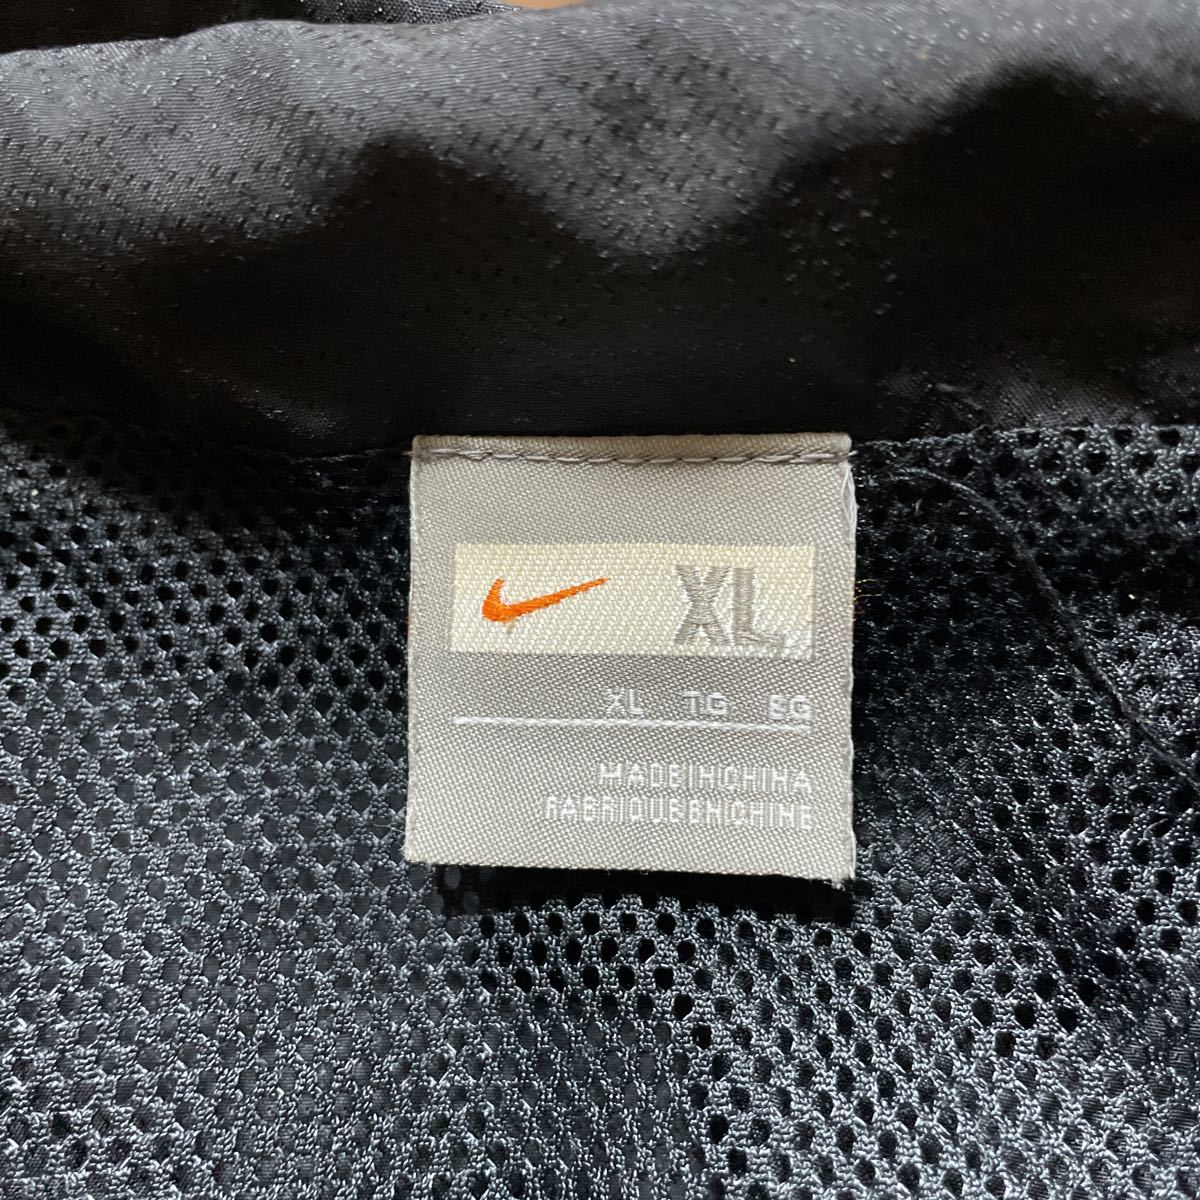 XL
XL TG EG
MADE IN CHINA
FABRIQUE EN CHINE